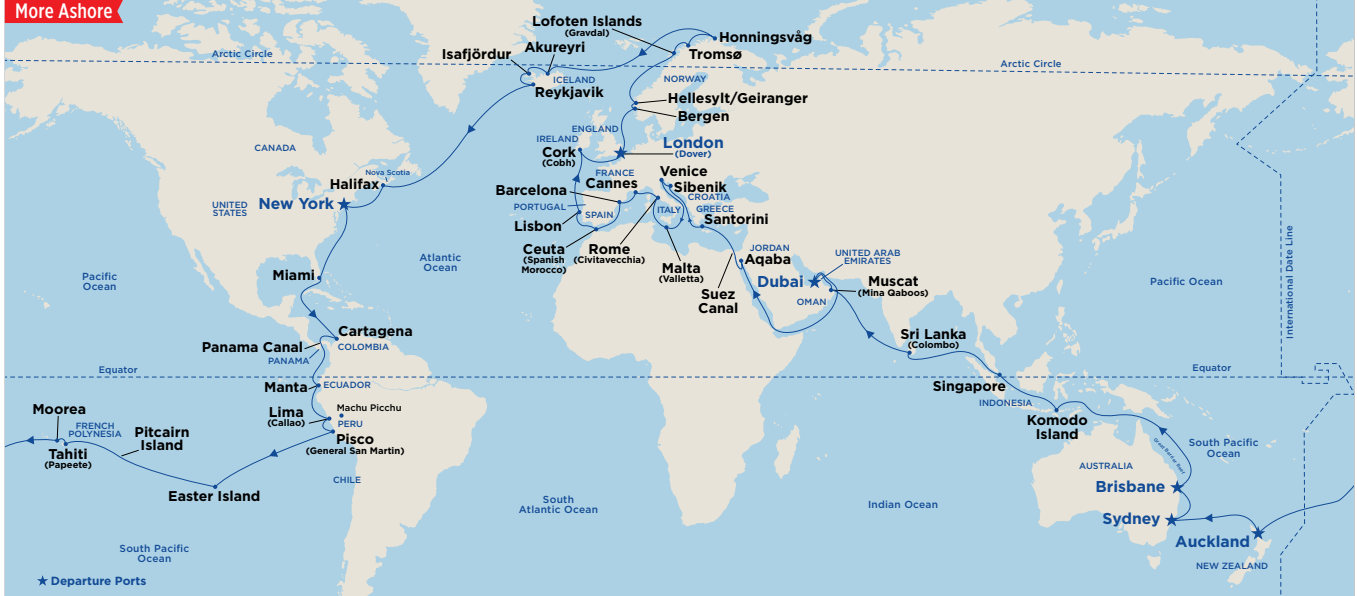 More Ashore
Arctic Circle
Isafjördur
Akureyri
Lofoten Islands
(Gravdal)
Honningsvåg
Tromsø
Arctic Circle
ICELAND
Reykjavik
NORWAY
Hellesylt/Geiranger
Bergen
ENGLAND
IRELAND
London
(Dover)
Cork
(Cobh)
CANADA
Nova Scotia
Halifax
FRANCE
Cannes
Venice
Sibenik
CROATIA
Barcelona
UNITED
STATES
New York
PORTUGAL
SPAIN
ITALY
GREECE
Santorini
Lisbon
Ceuta
(Spanish
Morocco)
Rome
(Civitavecchia)
Malta
(Valletta)
JORDAN
Aqaba
UNITED ARAB
EMIRATES
Atlantic
Ocean
Pacific
Ocean
Miami
Suez
Canal
Dubai
OMAN
Muscat
(Mina Qaboos)
Pacific Ocean
International Date Line
Cartagena
COLOMBIA
Panama Canal
PANAMA
Sri Lanka
(Colombo)
Equator
Equator
Manta
ECUADOR
Singapore
INDONESIA
Komodo
Island
Moorea
FRENCH
POLYNESIA
Tahiti
(Papeete)
Pitcairn
Island
Lima
(Callao)
Machu Picchu
PERU
Pisco
(General San Martin)
Great Barrier Reef
South Pacific
Ocean
AUSTRALIA
CHILE
Easter Island
South
Atlantic Ocean
Indian Ocean
Brisbane
Sydney
Auckland
NEW ZEALAND
South Pacific
Ocean
★ Departure Ports